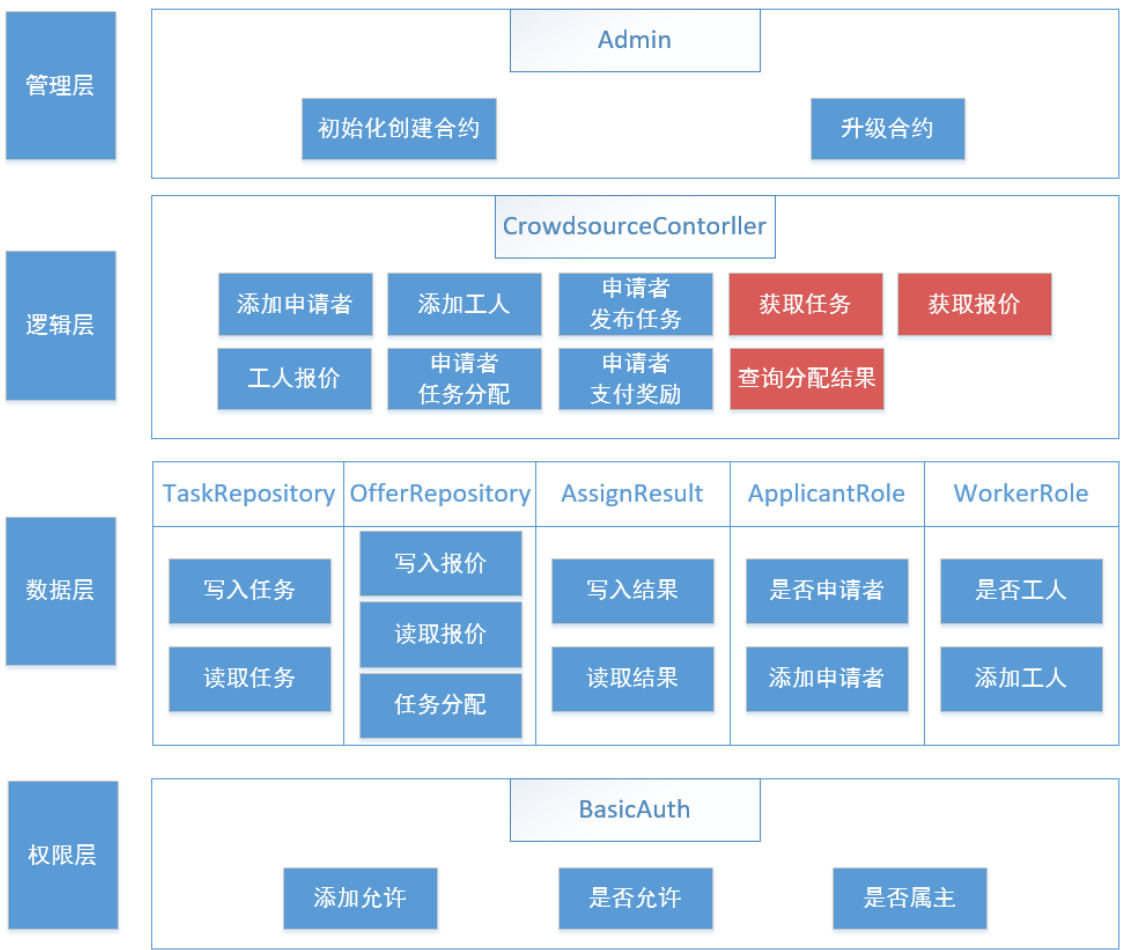 管理层
Admin
初始化创建合约
升级合约
逻辑层
CrowdsourceContorller
添加申请者
添加工人
申请者
发布任务
获取任务
获取报价
工人报价
申请者
任务分配
申请者
支付奖励
查询分配结果
数据层
TaskRepository
OfferRepository
AssignResult
ApplicantRole
WorkerRole
写入任务
读取任务
写入报价
读取报价
任务分配
写入结果
读取结果
是否申请者
添加申请者
是否工人
添加工人
权限层
BasicAuth
添加允许
是否允许
是否属主